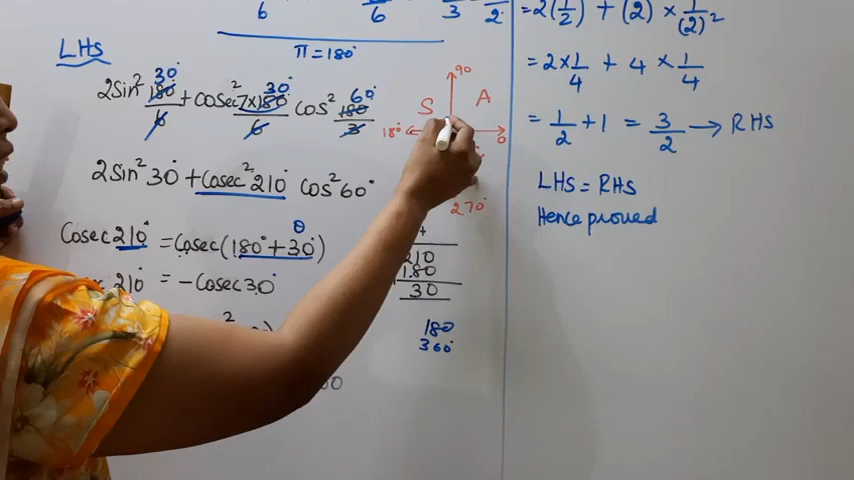 6 6 3 2
π = 180°
LHS
2Sin² 180° 30° / 6 + Cosec² 7×180° 30° / 6 Cos² 180 60° / 3
2Sin² 30° + Cosec² 210° Cos² 60°
Cosec 210° = Cosec (180° + 30°) θ
210° = - Cosec 30°
2
90
S A
180 0
270°
210
180
30
180
360°
= 2(1/2) + (2) × 1/(2)²
= 2×1/4 + 4 × 1/4
= 1/2 + 1 = 3/2 → RHS
LHS = RHS
Hence proved